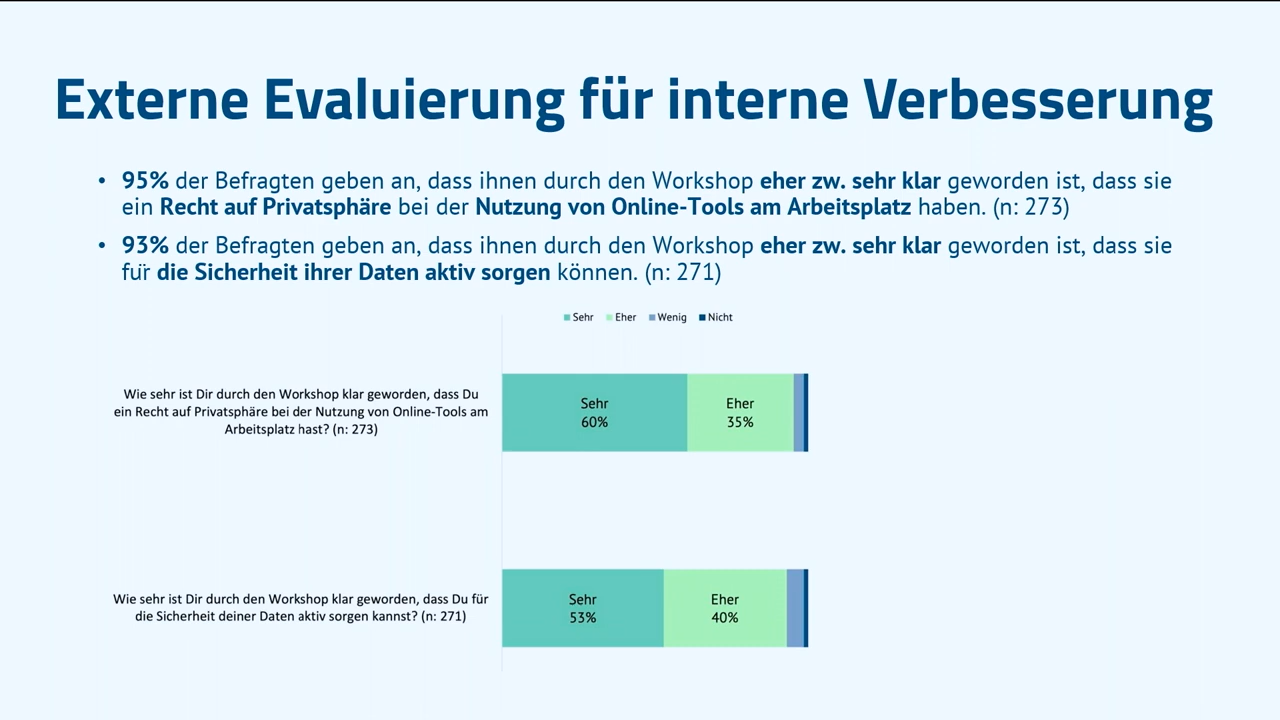 Externe Evaluierung für interne Verbesserung
• 95% der Befragten geben an, dass ihnen durch den Workshop eher zw. sehr klar geworden ist, dass sie
ein Recht auf Privatsphäre bei der Nutzung von Online-Tools am Arbeitsplatz haben. (n: 273)
• 93% der Befragten geben an, dass ihnen durch den Workshop eher zw. sehr klar geworden ist, dass sie
für die Sicherheit ihrer Daten aktiv sorgen können. (n: 271)
Sehr Eher Wenig Nicht
Wie sehr ist Dir durch den Workshop klar geworden, dass Du
ein Recht auf Privatsphäre bei der Nutzung von Online-Tools am
Arbeitsplatz hast? (n: 273)
Sehr
60%
Eher
35%
Wie sehr ist Dir durch den Workshop klar geworden, dass Du für
die Sicherheit deiner Daten aktiv sorgen kannst? (n: 271)
Sehr
53%
Eher
40%